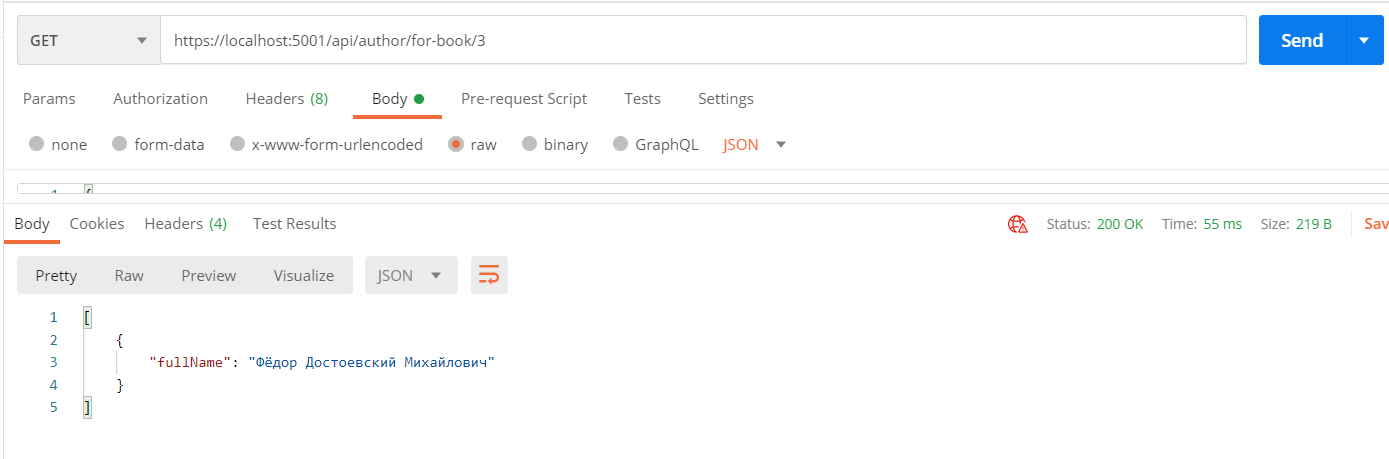 GET https://localhost:5001/api/author/for-book/3 Send
Params Authorization Headers (8) Body Pre-request Script Tests Settings
none form-data x-www-form-urlencoded raw binary GraphQL JSON
Body Cookies Headers (4) Test Results Status: 200 OK Time: 55 ms Size: 219 B Sav
Pretty Raw Preview Visualize JSON
1 [
2 {
3 "fullName": "Фёдор Достоевский Михайлович"
4 }
5 ]